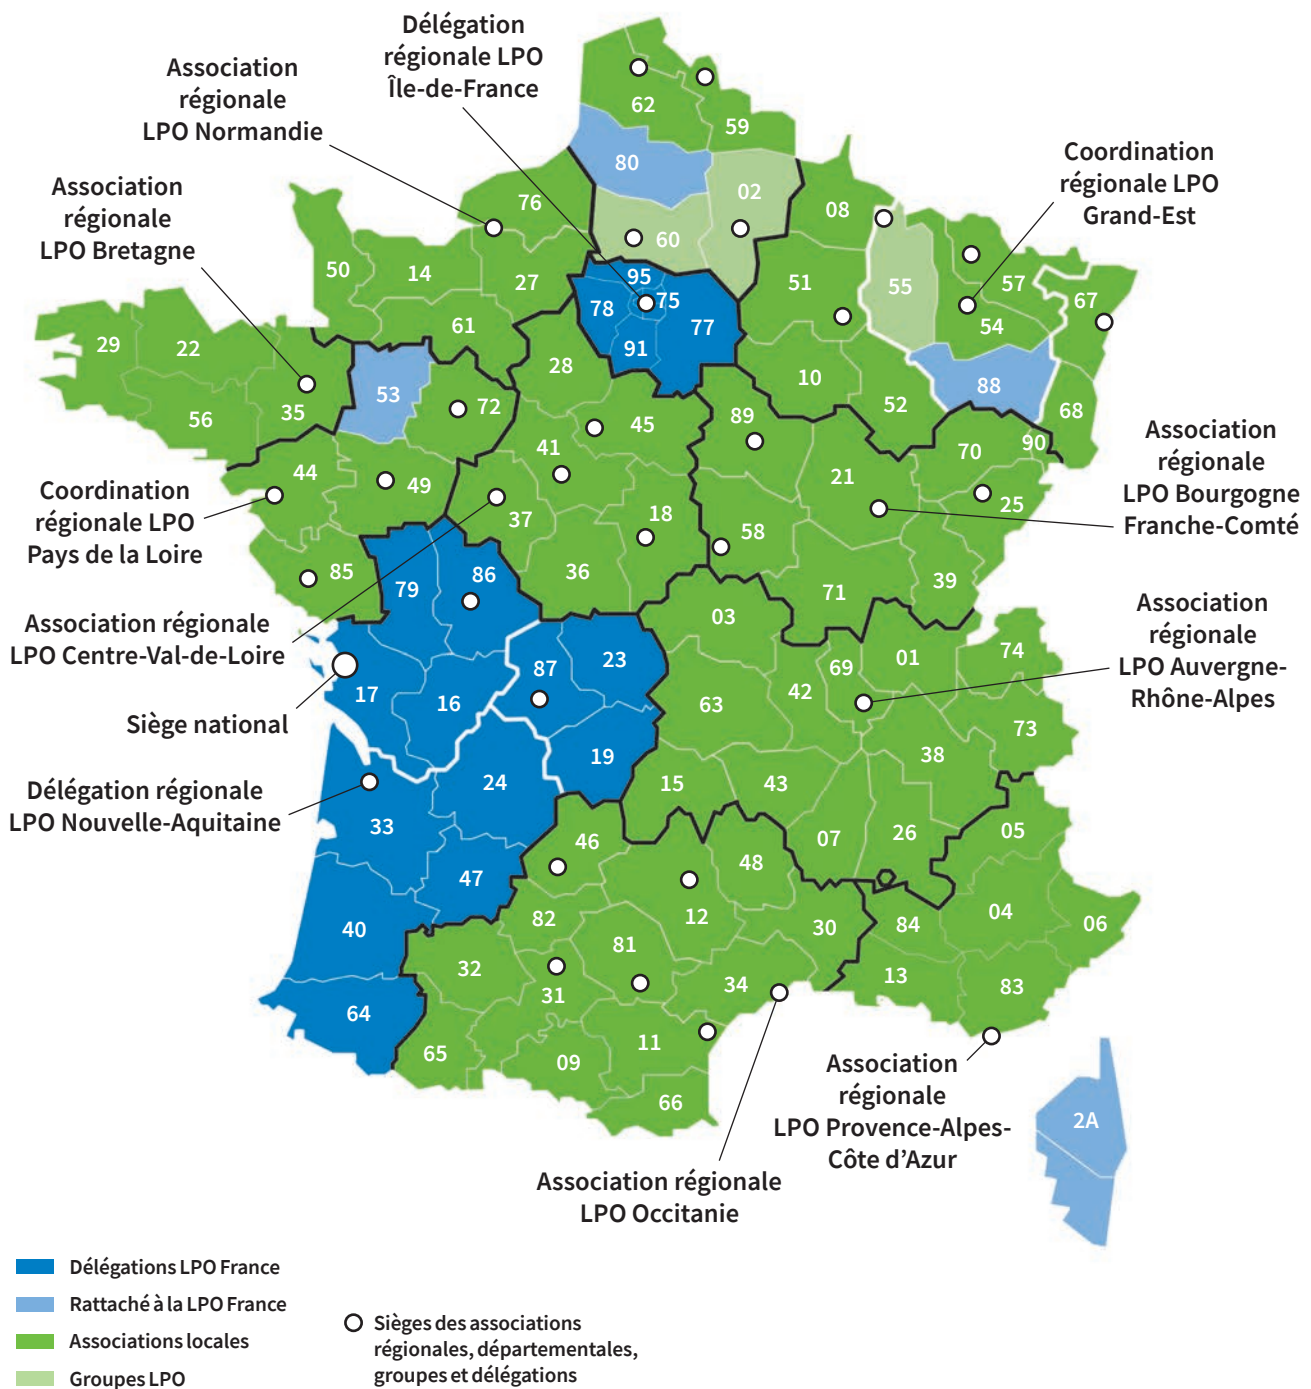 Délégation
régionale LPO
Île-de-France
Association
régionale
LPO Normandie
Association
régionale
LPO Bretagne
Coordination
régionale LPO
Grand-Est
Association
régionale
LPO Bourgogne
Franche-Comté
Coordination
régionale LPO
Pays de la Loire
Association régionale
LPO Centre-Val-de-Loire
Siège national
Délégation régionale
LPO Nouvelle-Aquitaine
Association
régionale
LPO Auvergne-
Rhône-Alpes
Association
régionale
LPO Provence-Alpes-
Côte d’Azur
Association régionale
LPO Occitanie
62
59
80
02
76
60
08
50
14
27
95
75
78
77
91
51
55
57
67
54
61
29
22
28
10
88
53
35
72
56
52
68
45
89
41
70
90
44
49
21
25
37
18
58
85
79
86
36
71
39
03
87
23
69
01
74
17
16
42
63
73
19
38
24
15
43
33
46
48
07
26
05
47
40
82
12
30
84
04
06
32
81
31
34
13
83
64
65
09
11
66
2A
Délégations LPO France
Rattaché à la LPO France
Associations locales
Groupes LPO
Sièges des associations
régionales, départementales,
groupes et délégations